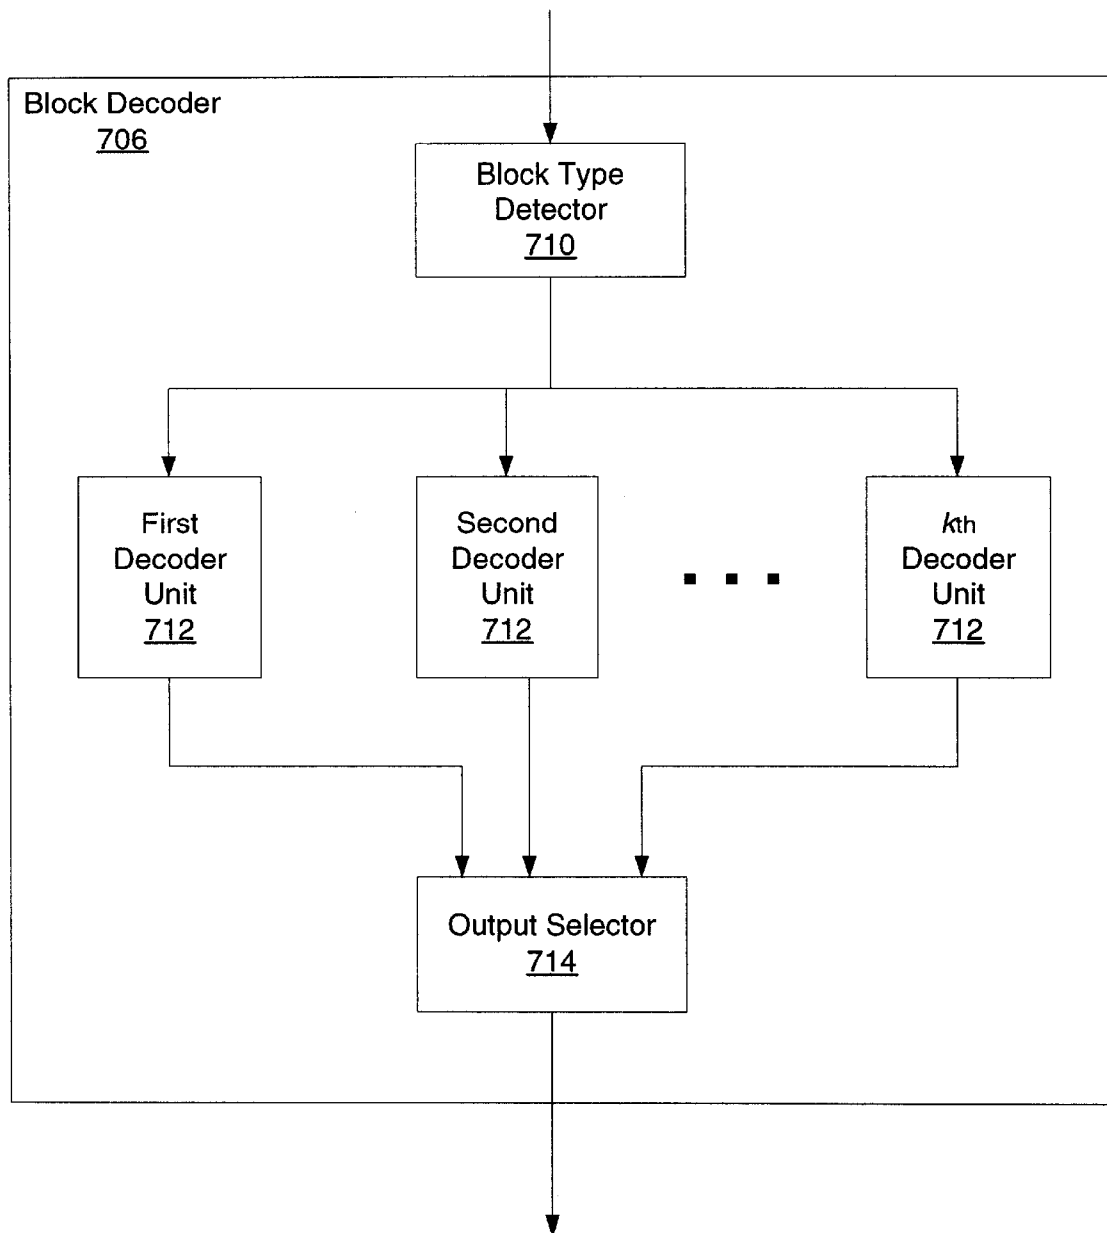 Block Decoder
706
Block Type
Detector
710
First
Decoder
Unit
712
Second
Decoder
Unit
712
kth
Decoder
Unit
712
Output Selector
714